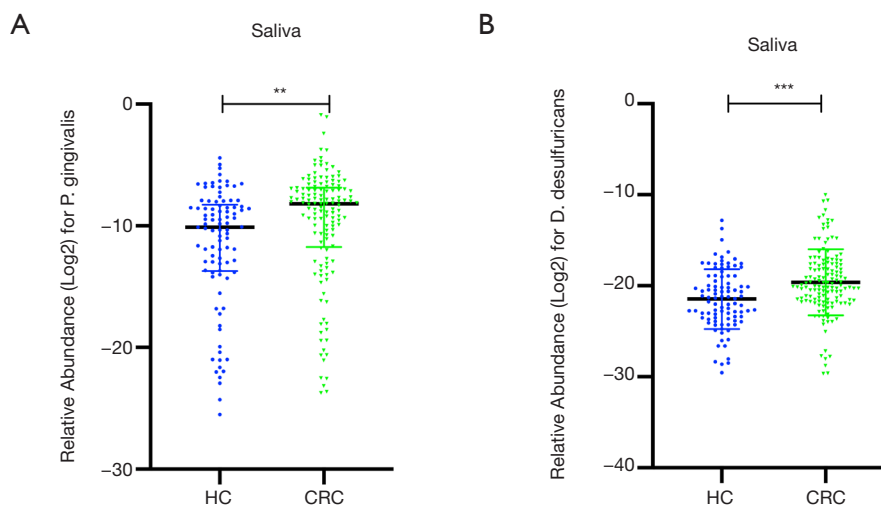 A
Saliva
**
Relative Abundance (Log2) for P. gingivalis
0
−10
−20
−30
HC
CRC
B
Saliva
***
Relative Abundance (Log2) for D. desulfuricans
0
−10
−20
−30
−40
HC
CRC